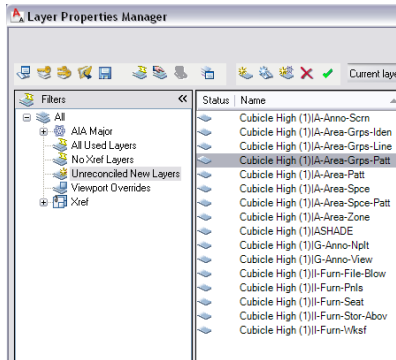 Layer Properties Manager
Current laye
Filters
Status Name
All
AIA Major
All Used Layers
No Xref Layers
Unreconciled New Layers
Viewport Overrides
Xref
Cubicle High (1)|A-Anno-Scrn
Cubicle High (1)|A-Area-Grps-Iden
Cubicle High (1)|A-Area-Grps-Line
Cubicle High (1)|A-Area-Grps-Patt
Cubicle High (1)|A-Area-Patt
Cubicle High (1)|A-Area-Spce
Cubicle High (1)|A-Area-Spce-Patt
Cubicle High (1)|A-Area-Zone
Cubicle High (1)|ASHADE
Cubicle High (1)|G-Anno-Nplt
Cubicle High (1)|G-Anno-View
Cubicle High (1)|I-Furn-File-Blow
Cubicle High (1)|I-Furn-Pnls
Cubicle High (1)|I-Furn-Seat
Cubicle High (1)|I-Furn-Stor-Abov
Cubicle High (1)|I-Furn-Wksf